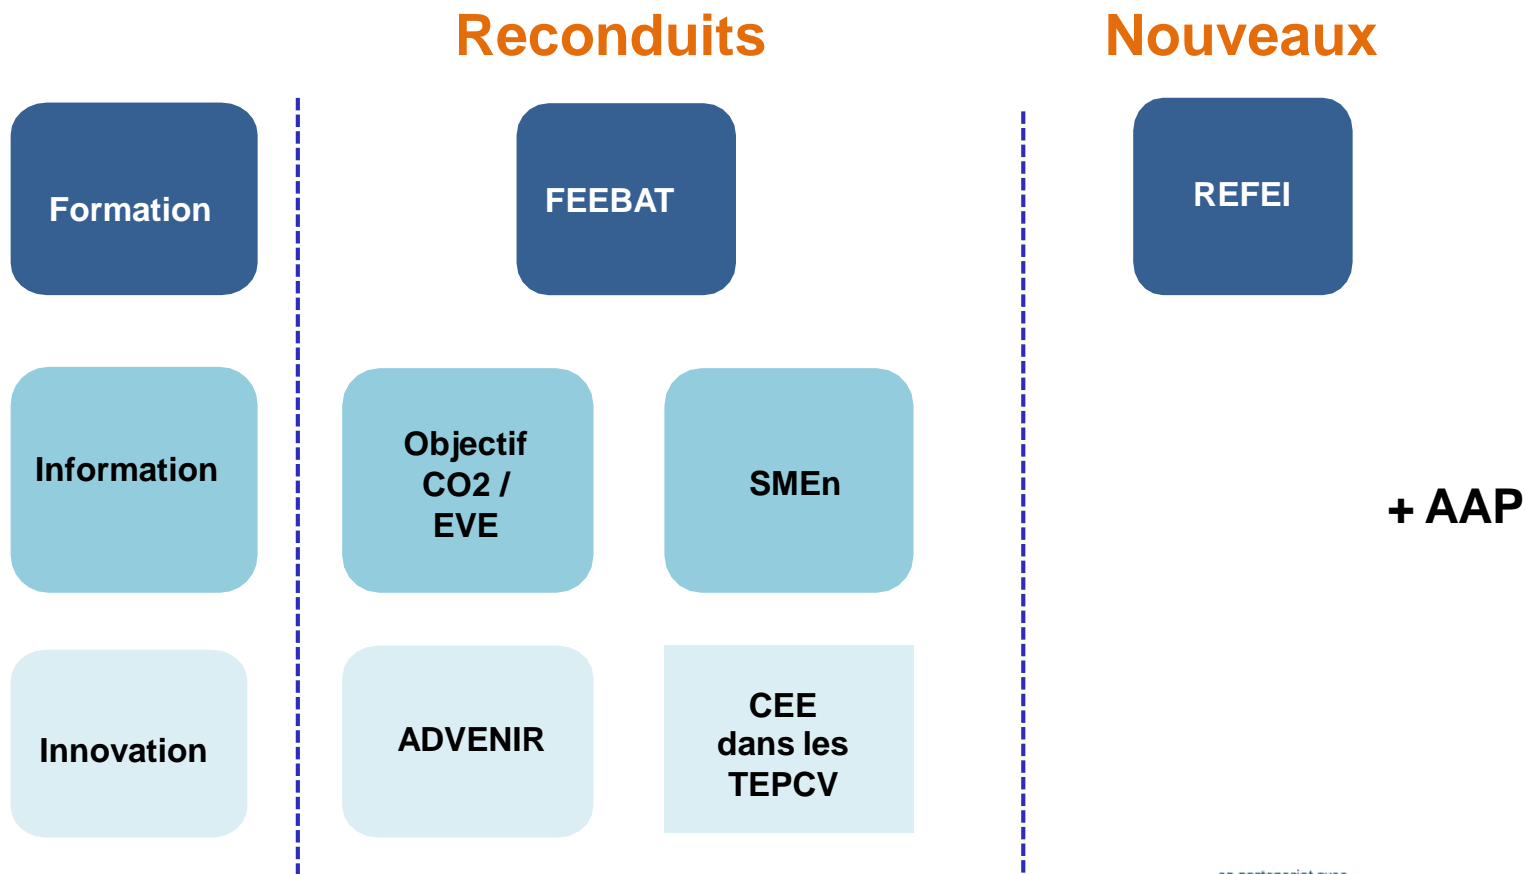 Reconduits
Nouveaux
Formation
FEEBAT
REFEI
Information
Objectif
CO2 /
EVE
SMEn
+ AAP
Innovation
ADVENIR
CEE
dans les
TEPCV